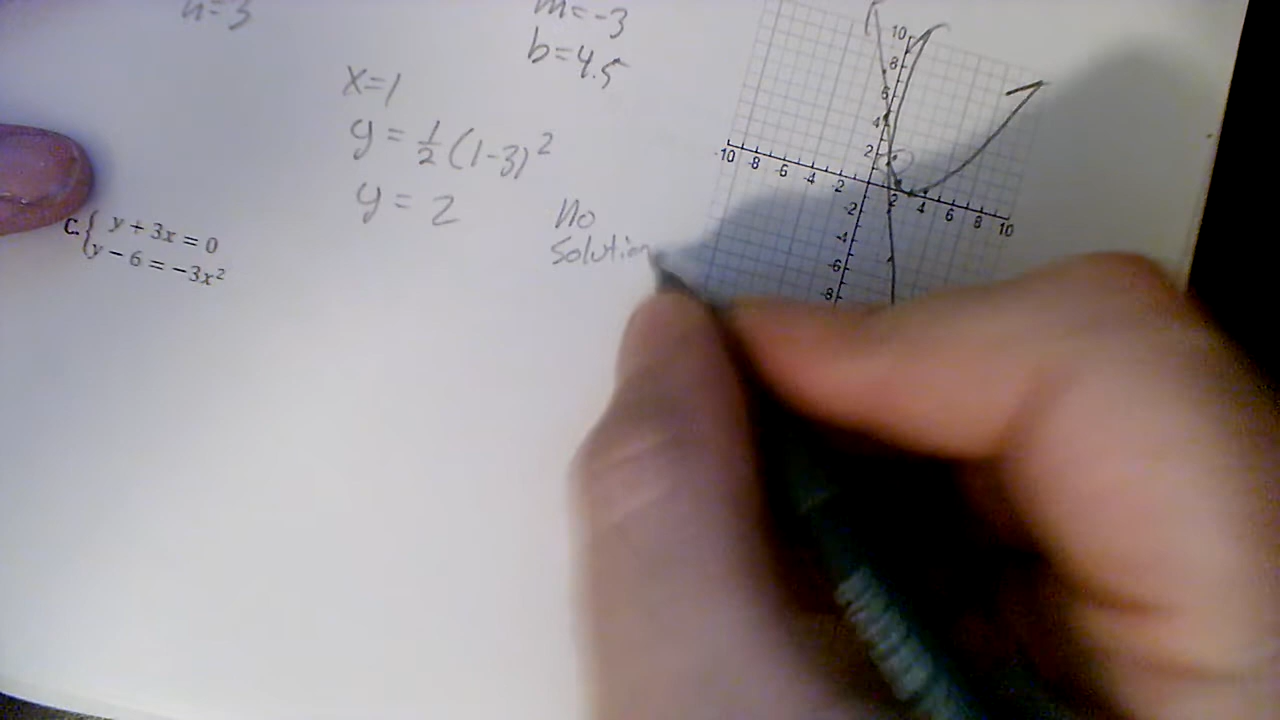 n=3
m=-3
b=4.5
x=1
y=1/2(1-3)²
y=2
No
Solution
c. { y + 3x = 0
y − 6 = −3x²
10
8
6
4
2
-10 -8 -6 -4 -2 2 4 6 8 10
-2
-4
-6
-8